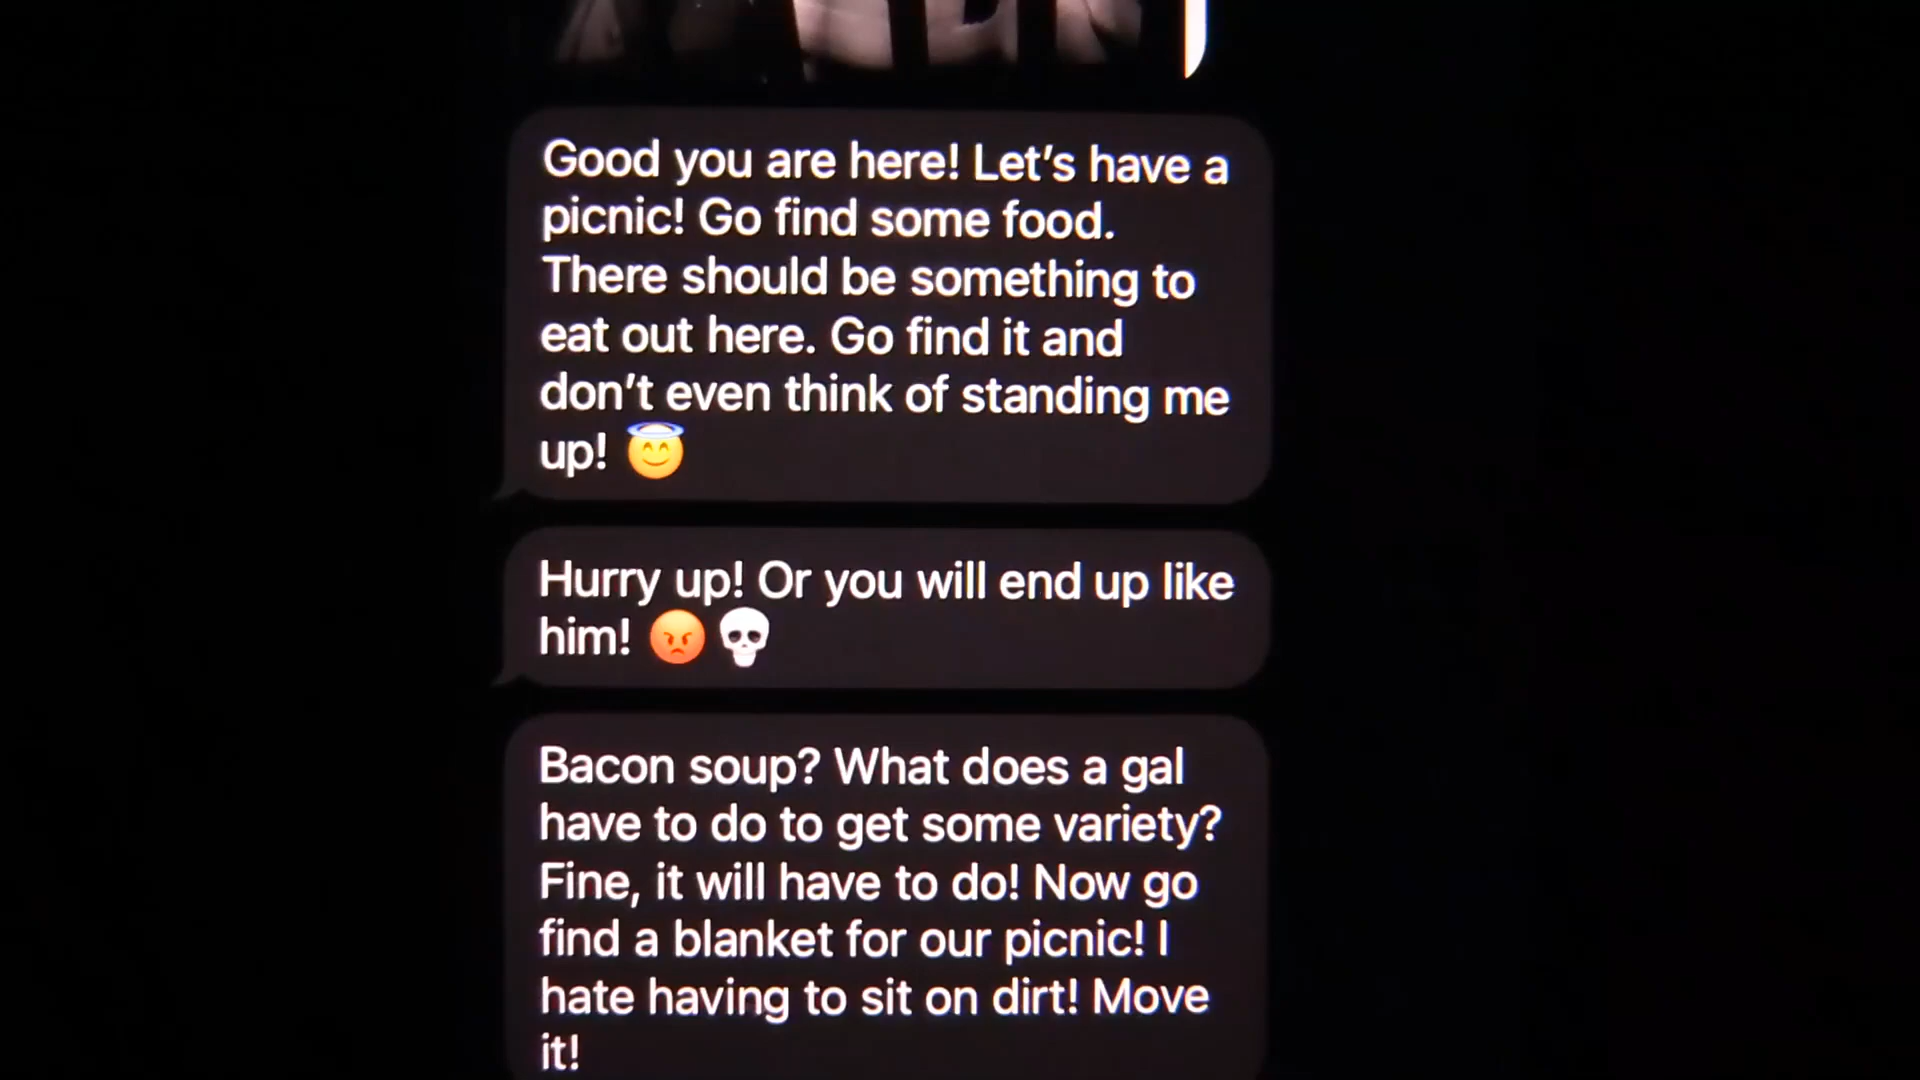 Good you are here! Let’s have a
picnic! Go find some food.
There should be something to
eat out here. Go find it and
don’t even think of standing me
up! 😇
Hurry up! Or you will end up like
him! 😡💀
Bacon soup? What does a gal
have to do to get some variety?
Fine, it will have to do! Now go
find a blanket for our picnic! I
hate having to sit on dirt! Move
it!